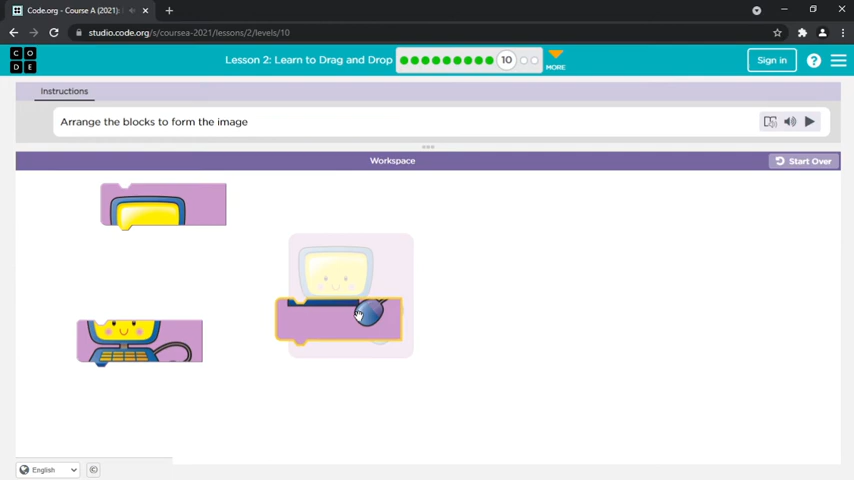 Code.org - Course A (2021):
studio.code.org/s/coursea-2021/lessons/2/levels/10
C O
D E
Lesson 2: Learn to Drag and Drop
10
MORE
Sign in
?
Instructions
Arrange the blocks to form the image
Workspace
Start Over
English
©